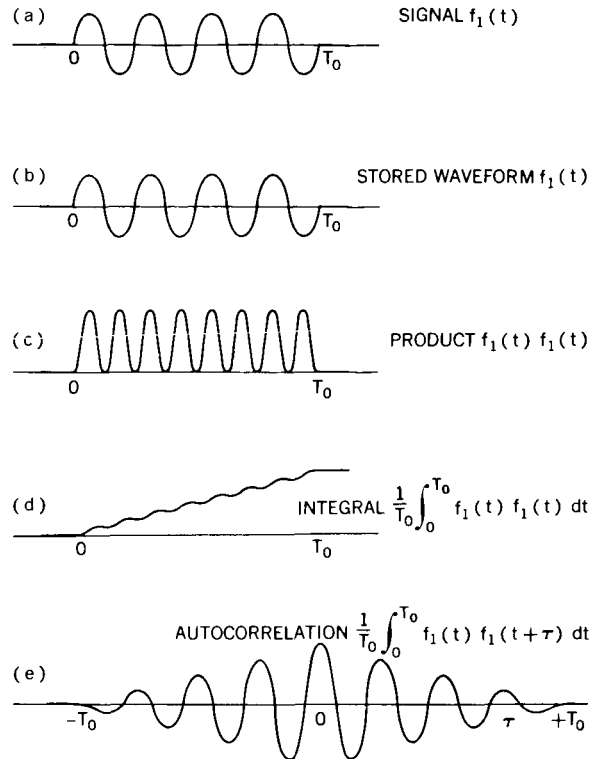 (a) SIGNAL f₁(t)
0 T₀
(b) STORED WAVEFORM f₁(t)
0 T₀
(c) PRODUCT f₁(t) f₁(t)
0 T₀
(d) INTEGRAL 1/T₀ ∫₀^T₀ f₁(t) f₁(t) dt
0 T₀
AUTOCORRELATION 1/T₀ ∫₀^T₀ f₁(t) f₁(t+τ) dt
(e)
-T₀ 0 τ +T₀